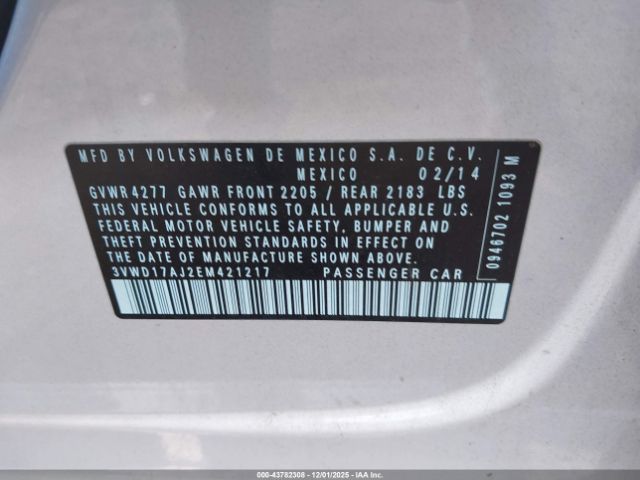 MFD BY VOLKSWAGEN DE MEXICO S.A. DE C.V.
MEXICO 02/14
GVWR 4277 GAWR FRONT 2205 / REAR 2183 LBS
THIS VEHICLE CONFORMS TO ALL APPLICABLE U.S.
FEDERAL MOTOR VEHICLE SAFETY, BUMPER AND
THEFT PREVENTION STANDARDS IN EFFECT ON
THE DATE OF MANUFACTURE SHOWN ABOVE.
3VWD17AJ2EM421217 PASSENGER CAR
0946702 1093 M
000-43782308 - 12/01/2025 - IAA Inc.